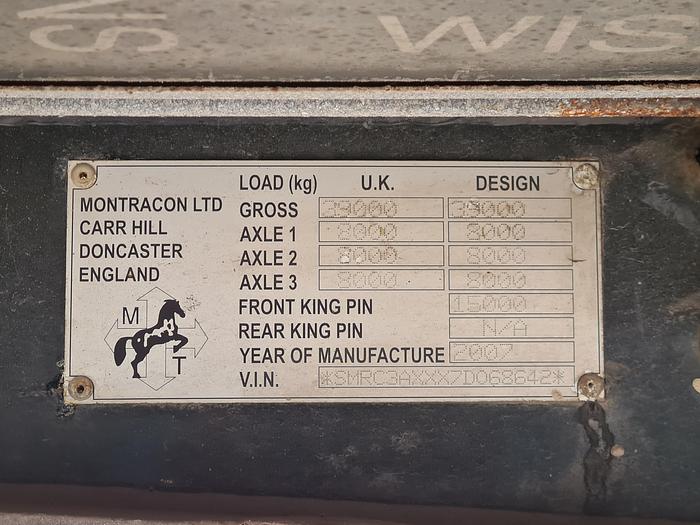 WIS
MONTRACON LTD
CARR HILL
DONCASTER
ENGLAND
M
T
LOAD (kg) U.K. DESIGN
GROSS 39000 39000
AXLE 1 8000 8000
AXLE 2 8000 8000
AXLE 3 8000 8000
FRONT KING PIN 15000
REAR KING PIN N/A
YEAR OF MANUFACTURE 2007
V.I.N. *SMRC3AXXX7D068642*